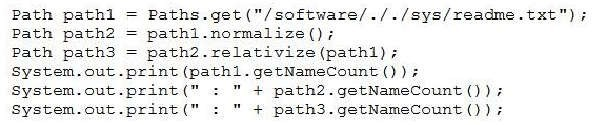 Path path1 = Paths.get("/software/././sys/readme.txt");
Path path2 = path1.normalize();
Path path3 = path2.relativize(path1);
System.out.print(path1.getNameCount());
System.out.print(" : " + path2.getNameCount());
System.out.print(" : " + path3.getNameCount());